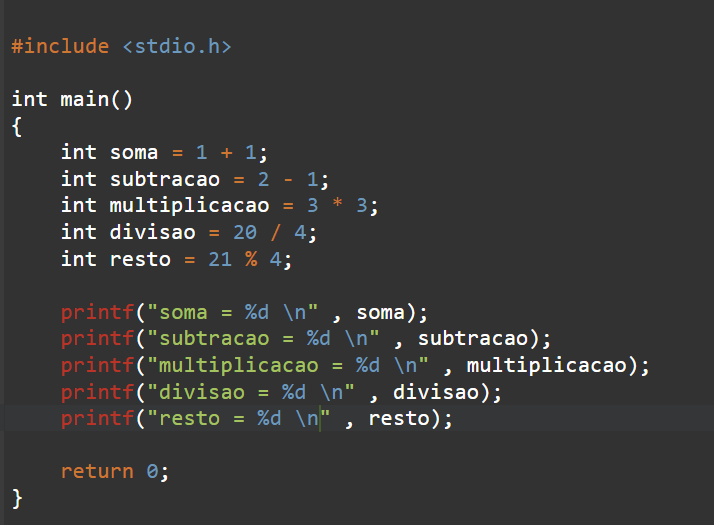 #include <stdio.h>
int main()
{
    int soma = 1 + 1;
    int subtracao = 2 - 1;
    int multiplicacao = 3 * 3;
    int divisao = 20 / 4;
    int resto = 21 % 4;
    printf("soma = %d \n" , soma);
    printf("subtracao = %d \n" , subtracao);
    printf("multiplicacao = %d \n" , multiplicacao);
    printf("divisao = %d \n" , divisao);
    printf("resto = %d \n" , resto);
    return 0;
}